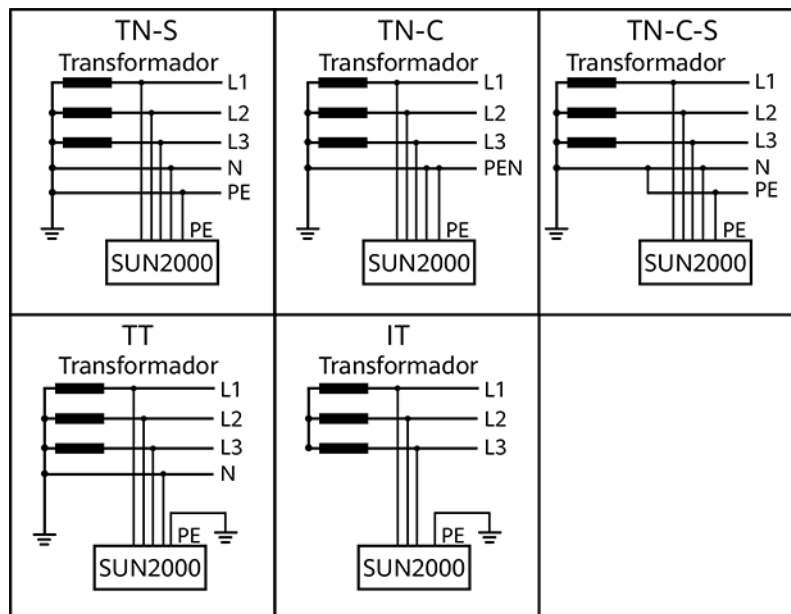 TN-S
Transformador
L1
L2
L3
N
PE
PE
SUN2000
TN-C
Transformador
L1
L2
L3
PEN
PE
SUN2000
TN-C-S
Transformador
L1
L2
L3
N
PE
PE
SUN2000
TT
Transformador
L1
L2
L3
N
PE
SUN2000
IT
Transformador
L1
L2
L3
PE
SUN2000